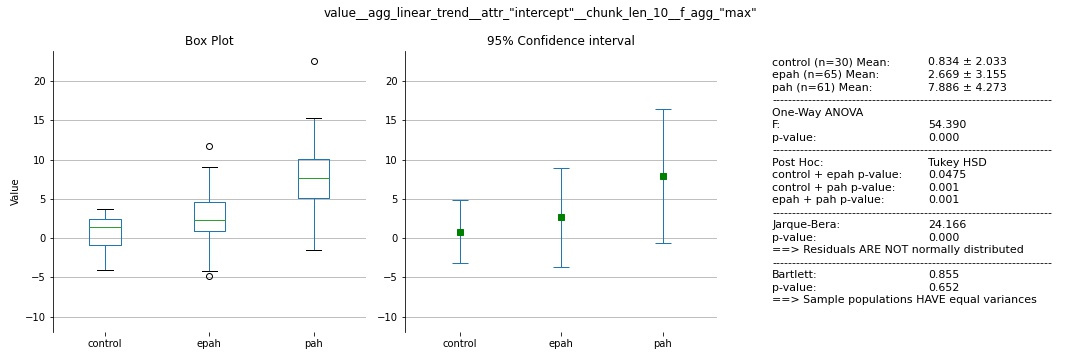 value__agg_linear_trend__attr_"intercept"__chunk_len_10__f_agg_"max"
Box Plot
Value
20
15
10
5
0
−5
−10
control epah pah
95% Confidence interval
20
15
10
5
0
−5
−10
control epah pah
control (n=30) Mean: 0.834 ± 2.033
epah (n=65) Mean: 2.669 ± 3.155
pah (n=61) Mean: 7.886 ± 4.273
One-Way ANOVA
F: 54.390
p-value: 0.000
Post Hoc: Tukey HSD
control + epah p-value: 0.0475
control + pah p-value: 0.001
epah + pah p-value: 0.001
Jarque-Bera: 24.166
p-value: 0.000
==> Residuals ARE NOT normally distributed
Bartlett: 0.855
p-value: 0.652
==> Sample populations HAVE equal variances